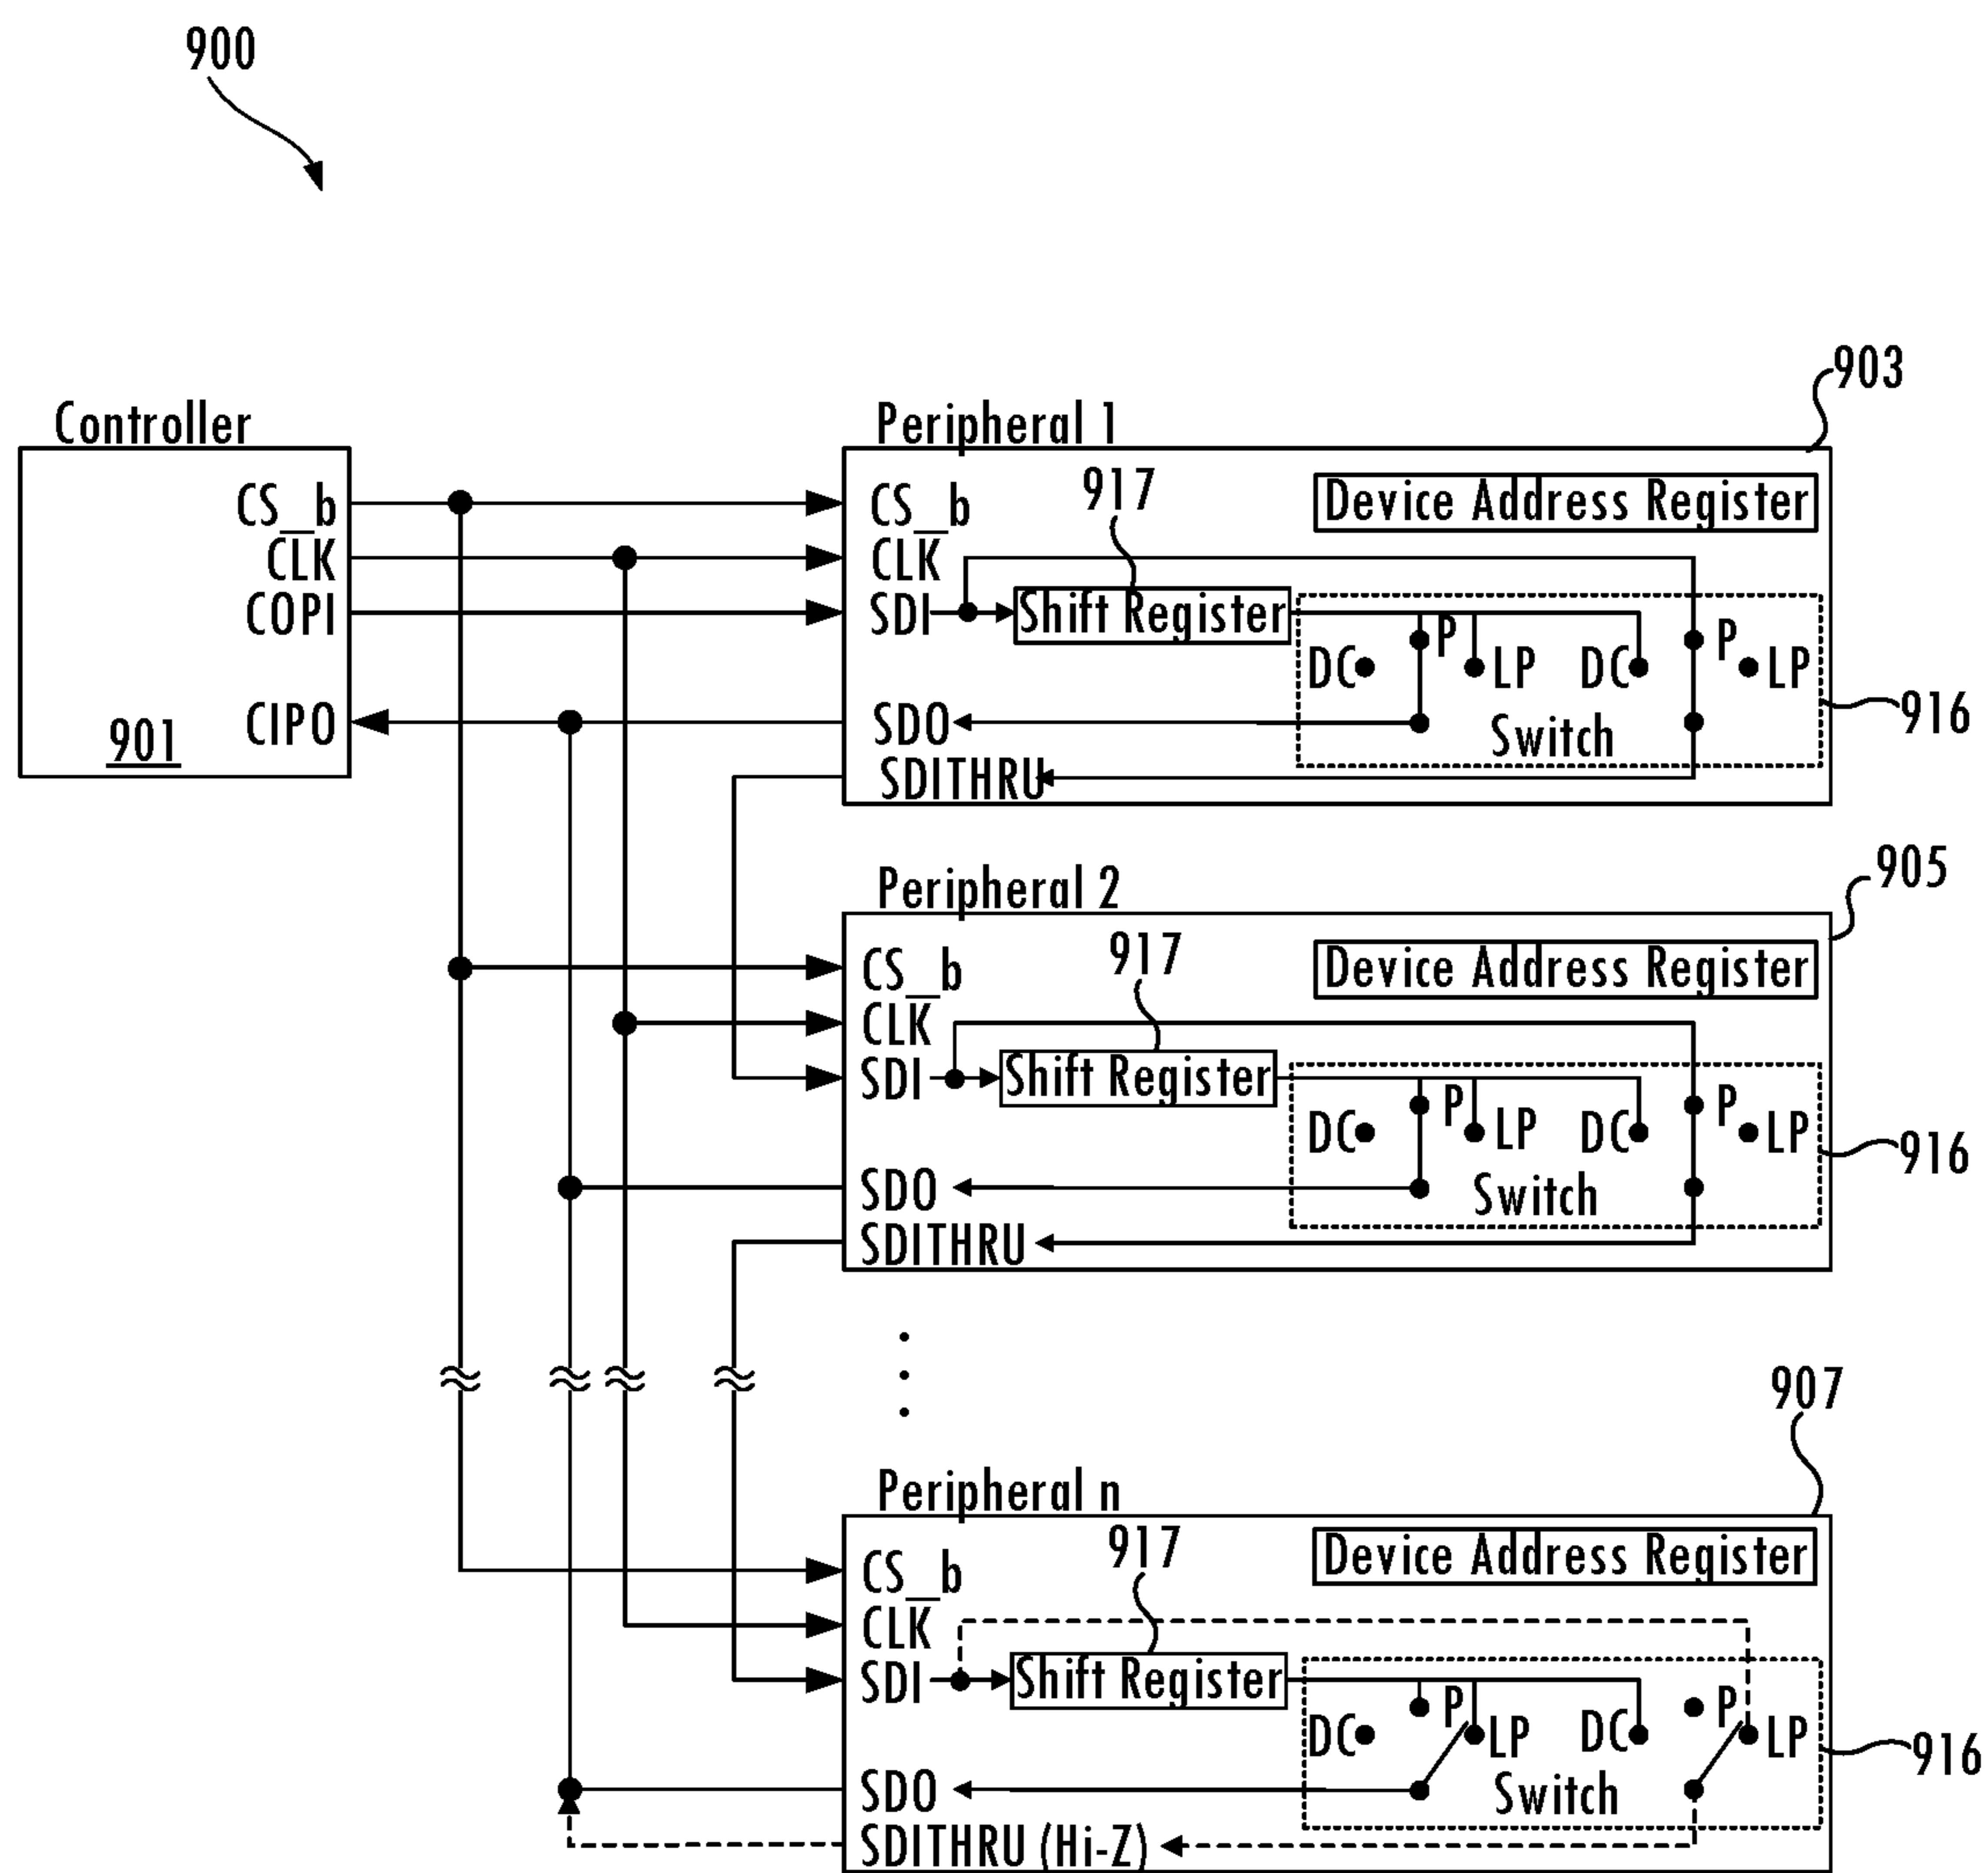 900
903
Controller
Peripheral 1
917
CS_b
CS_b
Device Address Register
CLK
CLK
COPI
SDI
Shift Register
P
P
DC
LP
DC
LP
916
CIPO
901
SDO
Switch
SDITHRU
905
Peripheral 2
917
CS_b
Device Address Register
CLK
SDI
Shift Register
P
P
DC
LP
DC
LP
916
SDO
Switch
SDITHRU
907
Peripheral n
917
CS_b
Device Address Register
CLK
SDI
Shift Register
P
P
DC
LP
DC
LP
916
SDO
Switch
SDITHRU (Hi-Z)